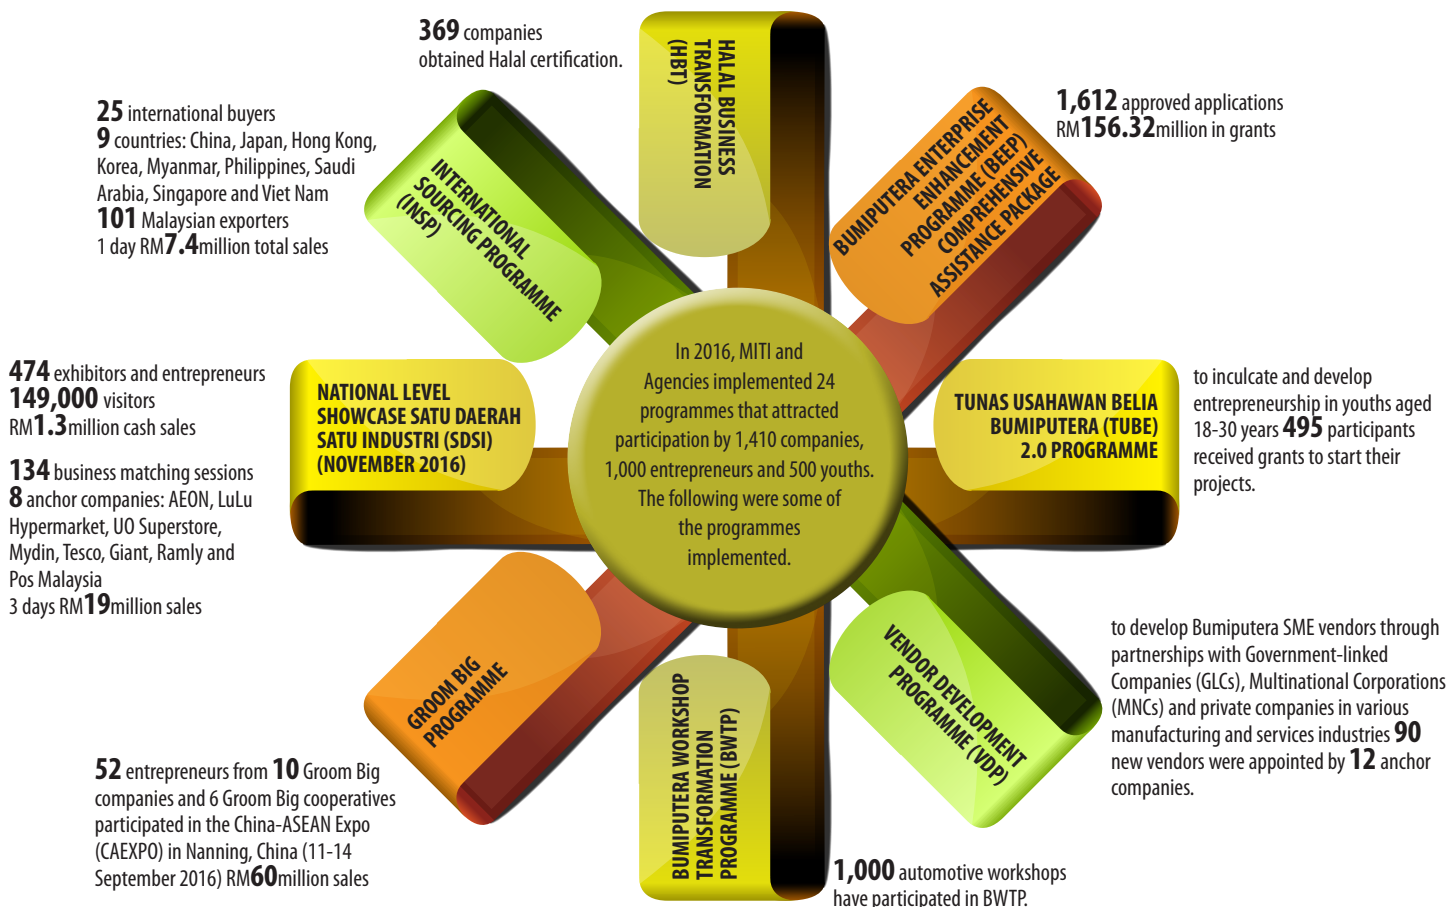 369 companies
obtained Halal certification.
HALAL BUSINESS
TRANSFORMATION
(HBT)
1,612 approved applications
RM156.32million in grants
BUMIPUTERA ENTERPRISE
ENHANCEMENT
PROGRAMME (BEEP)
COMPREHENSIVE
ASSISTANCE PACKAGE
25 international buyers
9 countries: China, Japan, Hong Kong,
Korea, Myanmar, Philippines, Saudi
Arabia, Singapore and Viet Nam
101 Malaysian exporters
1 day RM7.4million total sales
INTERNATIONAL
SOURCING PROGRAMME
(INSP)
In 2016, MITI and
Agencies implemented 24
programmes that attracted
participation by 1,410 companies,
1,000 entrepreneurs and 500 youths.
The following were some of
the programmes
implemented.
474 exhibitors and entrepreneurs
149,000 visitors
RM1.3million cash sales
134 business matching sessions
8 anchor companies: AEON, LuLu
Hypermarket, UO Superstore,
Mydin, Tesco, Giant, Ramly and
Pos Malaysia
3 days RM19million sales
NATIONAL LEVEL
SHOWCASE SATU DAERAH
SATU INDUSTRI (SDSI)
(NOVEMBER 2016)
TUNAS USAHAWAN BELIA
BUMIPUTERA (TUBE)
2.0 PROGRAMME
to inculcate and develop
entrepreneurship in youths aged
18-30 years 495 participants
received grants to start their
projects.
GROOM BIG
PROGRAMME
52 entrepreneurs from 10 Groom Big
companies and 6 Groom Big cooperatives
participated in the China-ASEAN Expo
(CAEXPO) in Nanning, China (11-14
September 2016) RM60million sales
BUMIPUTERA WORKSHOP
TRANSFORMATION
PROGRAMME (BWTP)
1,000 automotive workshops
have participated in BWTP.
VENDOR DEVELOPMENT
PROGRAMME (VDP)
to develop Bumiputera SME vendors through
partnerships with Government-linked
Companies (GLCs), Multinational Corporations
(MNCs) and private companies in various
manufacturing and services industries 90
new vendors were appointed by 12 anchor
companies.